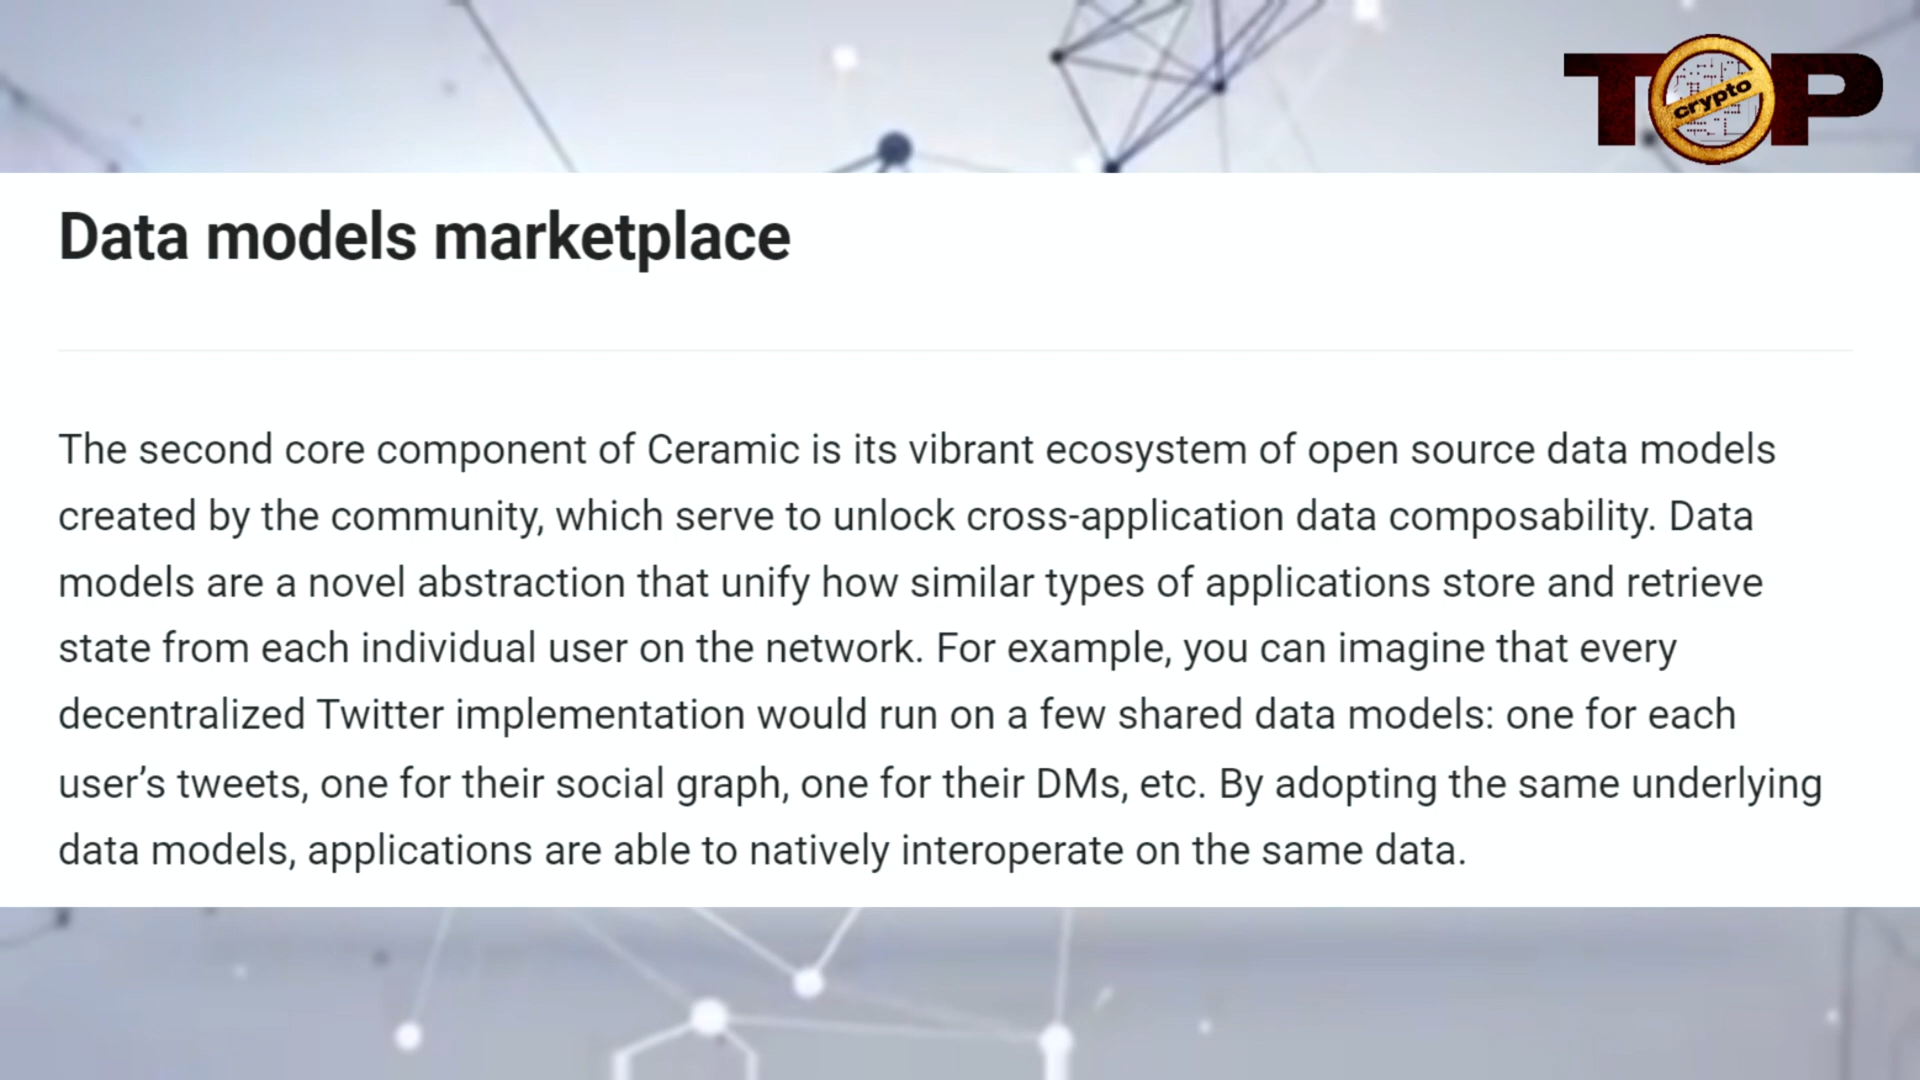 TOP
crypto
Data models marketplace
The second core component of Ceramic is its vibrant ecosystem of open source data models
created by the community, which serve to unlock cross-application data composability. Data
models are a novel abstraction that unify how similar types of applications store and retrieve
state from each individual user on the network. For example, you can imagine that every
decentralized Twitter implementation would run on a few shared data models: one for each
user’s tweets, one for their social graph, one for their DMs, etc. By adopting the same underlying
data models, applications are able to natively interoperate on the same data.